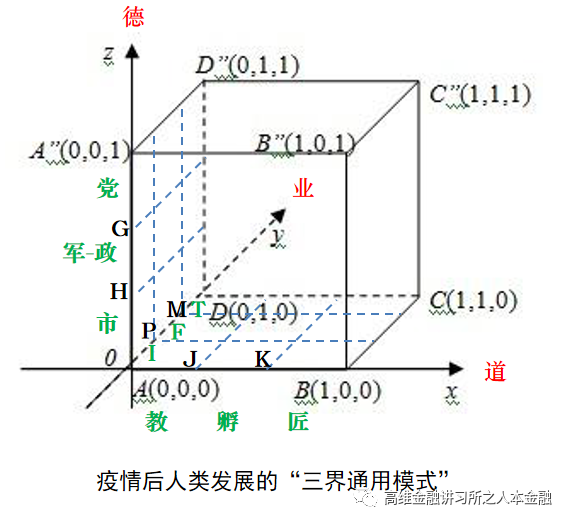 德
z
D”(0,1,1)
C”(1,1,1)
A”(0,0,1)
B”(1,0,1)
党
业
G
y
军-政
H
M T D(0,1,0)
C(1,1,0)
市
P F
0 I J K
道
A(0,0,0)
B(1,0,0)
x
教 孵 匠
疫情后人类发展的“三界通用模式”
高维金融讲习所之人本金融